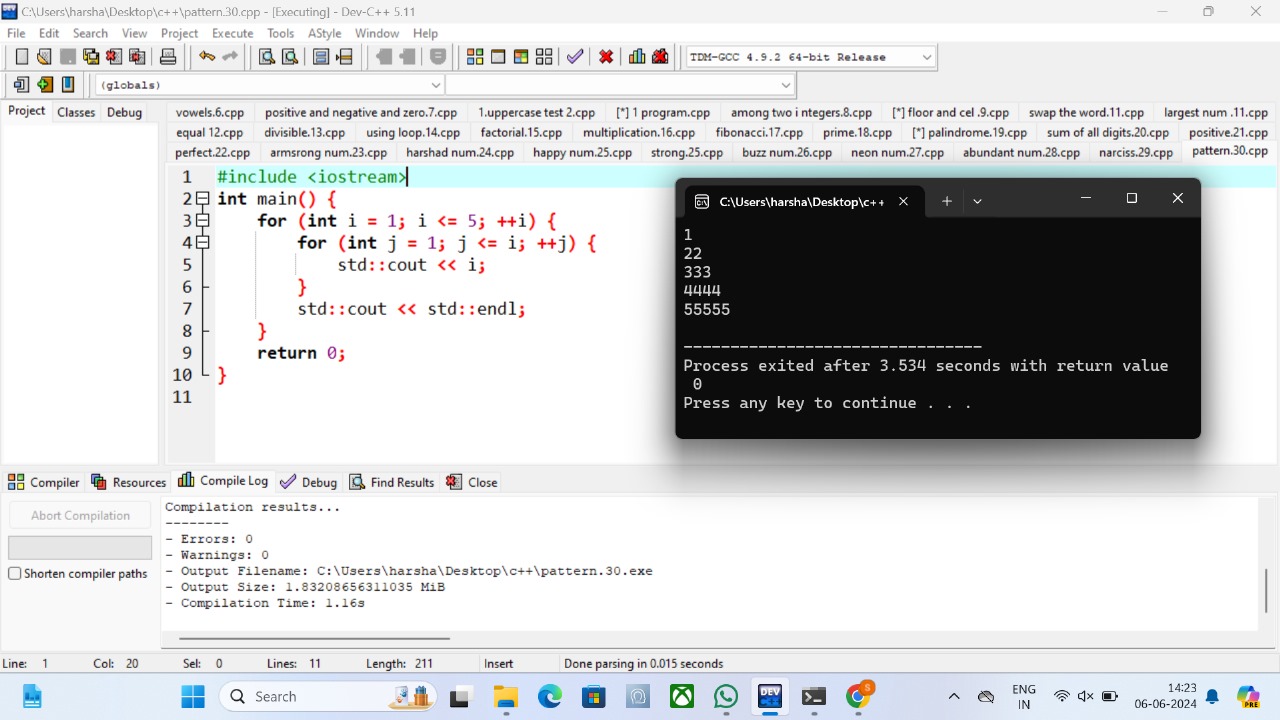 C:\Users\harsha\Desktop\c++\pattern.30.cpp - [Executing] - Dev-C++ 5.11
File Edit Search View Project Execute Tools AStyle Window Help
TDM-GCC 4.9.2 64-bit Release
(globals)
Project Classes Debug
vowels.6.cpp positive and negative and zero.7.cpp 1.uppercase test 2.cpp [*] 1 program.cpp among two i ntegers.8.cpp [*] floor and cel .9.cpp swap the word.11.cpp largest num .11.cpp
equal 12.cpp divisible.13.cpp using loop.14.cpp factorial.15.cpp multiplication.16.cpp fibonacci.17.cpp prime.18.cpp [*] palindrome.19.cpp sum of all digits.20.cpp positive.21.cpp
perfect.22.cpp armsrong num.23.cpp harshad num.24.cpp happy num.25.cpp strong.25.cpp buzz num.26.cpp neon num.27.cpp abundant num.28.cpp narciss.29.cpp pattern.30.cpp
1 #include <iostream>
2 int main() {
3 for (int i = 1; i <= 5; ++i) {
4 for (int j = 1; j <= i; ++j) {
5 std::cout << i;
6 }
7 std::cout << std::endl;
8 }
9 return 0;
10 }
11
C:\Users\harsha\Desktop\c++
1
22
333
4444
55555
--------------------------------
Process exited after 3.534 seconds with return value
0
Press any key to continue . . .
Compiler Resources Compile Log Debug Find Results Close
Abort Compilation
Shorten compiler paths
Compilation results...
--------
- Errors: 0
- Warnings: 0
- Output Filename: C:\Users\harsha\Desktop\c++\pattern.30.exe
- Output Size: 1.83208656311035 MiB
- Compilation Time: 1.16s
Line: 1 Col: 20 Sel: 0 Lines: 11 Length: 211 Insert Done parsing in 0.015 seconds
Search
DEV
S
ENG
IN
14:23
06-06-2024
PRE